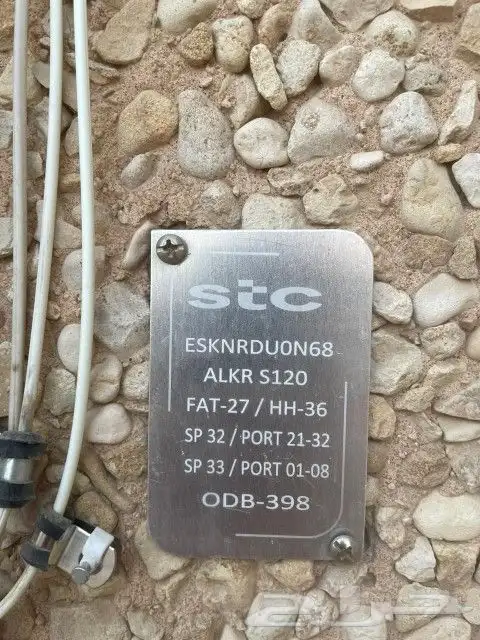 stc
ESKNRDU0N68
ALKR S120
FAT-27 / HH-36
SP 32 / PORT 21-32
SP 33 / PORT 01-08
ODB-398
حراج